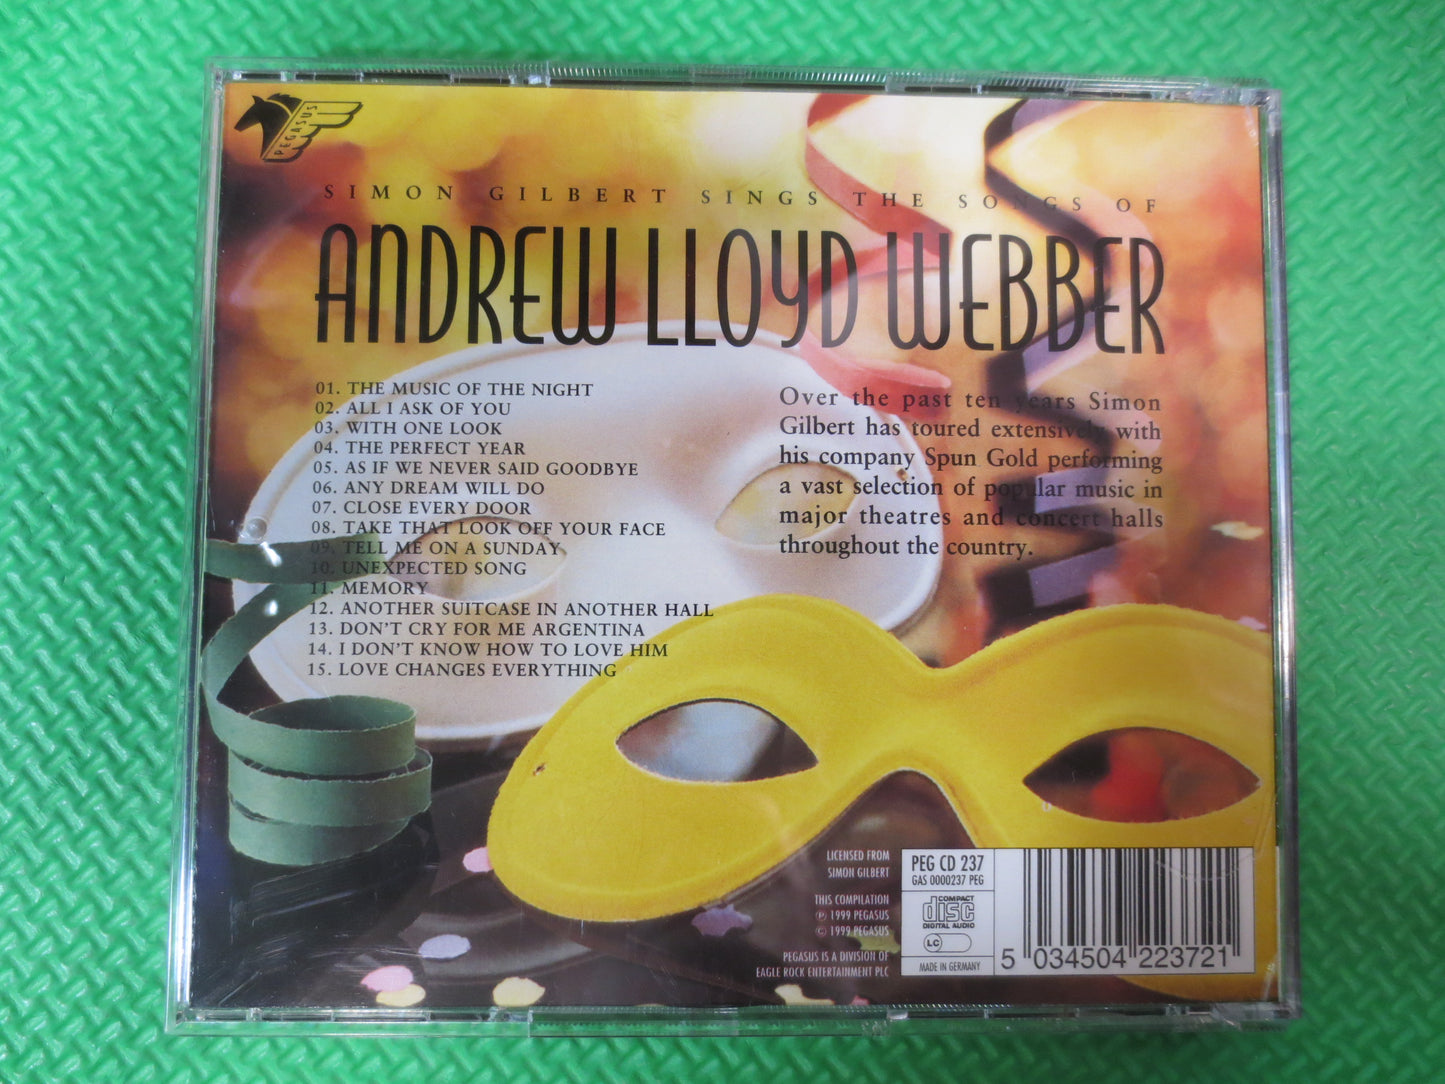 PEGASUS
SIMON GILBERT SINGS THE SONGS OF
ANDREW LLOYD WEBBER
01. THE MUSIC OF THE NIGHT
02. ALL I ASK OF YOU
03. WITH ONE LOOK
04. THE PERFECT YEAR
05. AS IF WE NEVER SAID GOODBYE
06. ANY DREAM WILL DO
07. CLOSE EVERY DOOR
08. TAKE THAT LOOK OFF YOUR FACE
09. TELL ME ON A SUNDAY
10. UNEXPECTED SONG
11. MEMORY
12. ANOTHER SUITCASE IN ANOTHER HALL
13. DON'T CRY FOR ME ARGENTINA
14. I DON'T KNOW HOW TO LOVE HIM
15. LOVE CHANGES EVERYTHING
Over the past ten years Simon
Gilbert has toured extensively with
his company Spun Gold performing
a vast selection of popular music in
major theatres and concert halls
throughout the country.
LICENSED FROM
SIMON GILBERT
THIS COMPILATION
℗ 1999 PEGASUS
© 1999 PEGASUS
PEGASUS IS A DIVISION OF
EAGLE ROCK ENTERTAINMENT PLC
PEG CD 237
GAS 0000237 PEG
COMPACT
disc
DIGITAL AUDIO
LC
MADE IN GERMANY
5 034504 223721